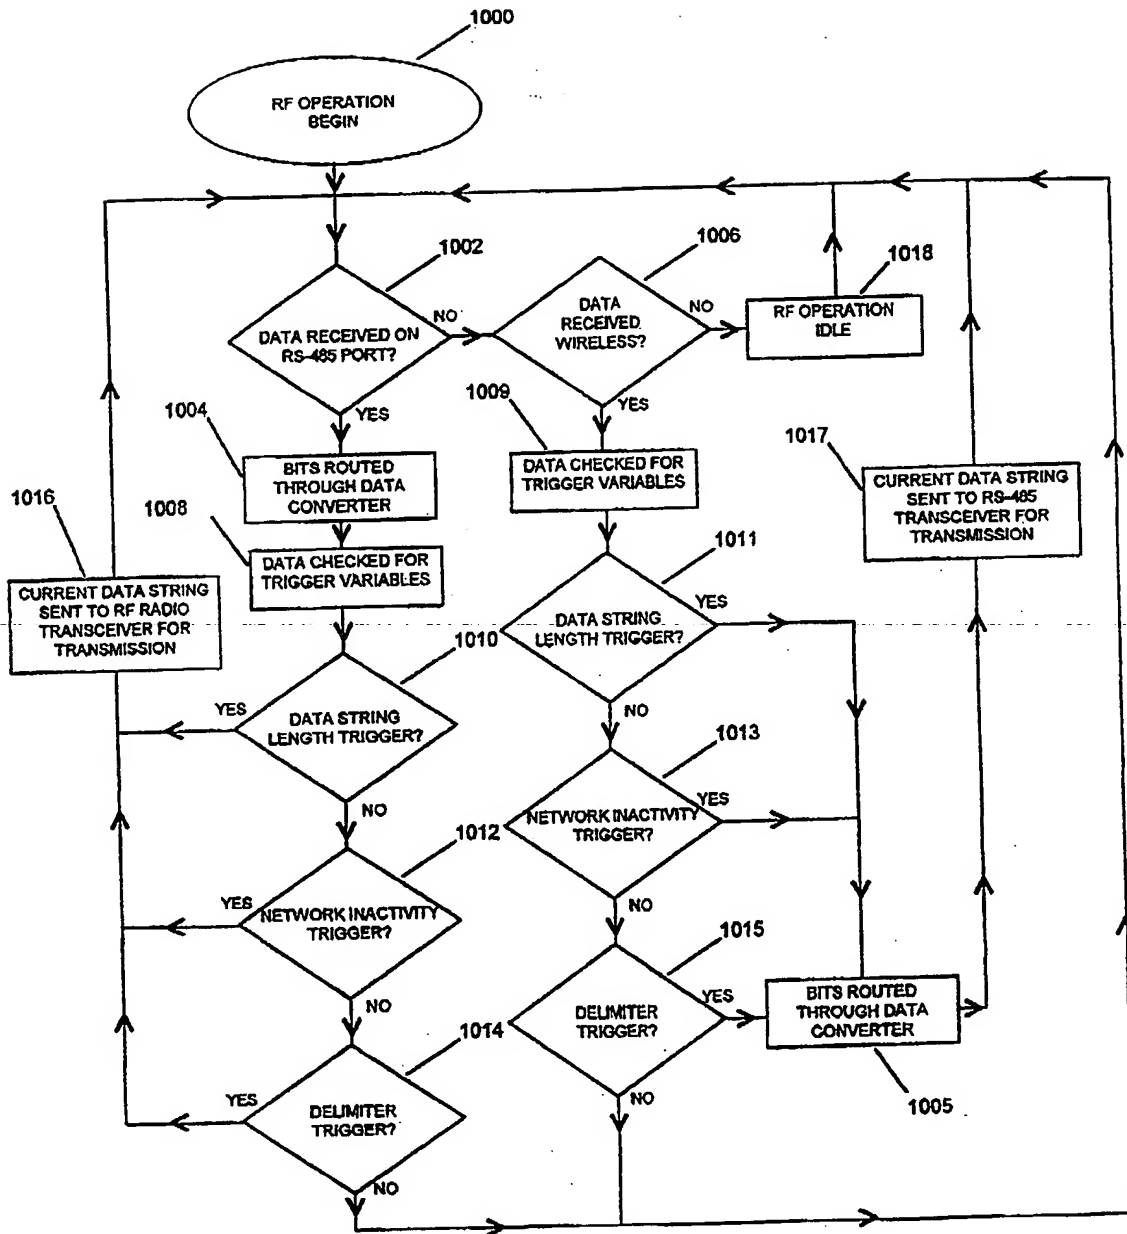 1000
RF OPERATION
BEGIN
1002
1006
1018
DATA RECEIVED ON
RS-485 PORT?
NO
DATA
RECEIVED
WIRELESS?
NO
RF OPERATION
IDLE
YES
YES
1004
1009
1017
BITS ROUTED
THROUGH DATA
CONVERTER
DATA CHECKED FOR
TRIGGER VARIABLES
CURRENT DATA STRING
SENT TO RS-485
TRANSCEIVER FOR
TRANSMISSION
1016
1008
DATA CHECKED FOR
TRIGGER VARIABLES
1011
CURRENT DATA STRING
SENT TO RF RADIO
TRANSCEIVER FOR
TRANSMISSION
DATA STRING
LENGTH TRIGGER?
YES
1010
YES
DATA STRING
LENGTH TRIGGER?
NO
1013
NO
NETWORK INACTIVITY
TRIGGER?
YES
1012
YES
NETWORK INACTIVITY
TRIGGER?
NO
1015
NO
DELIMITER
TRIGGER?
YES
BITS ROUTED
THROUGH DATA
CONVERTER
1014
YES
DELIMITER
TRIGGER?
NO
1005
NO